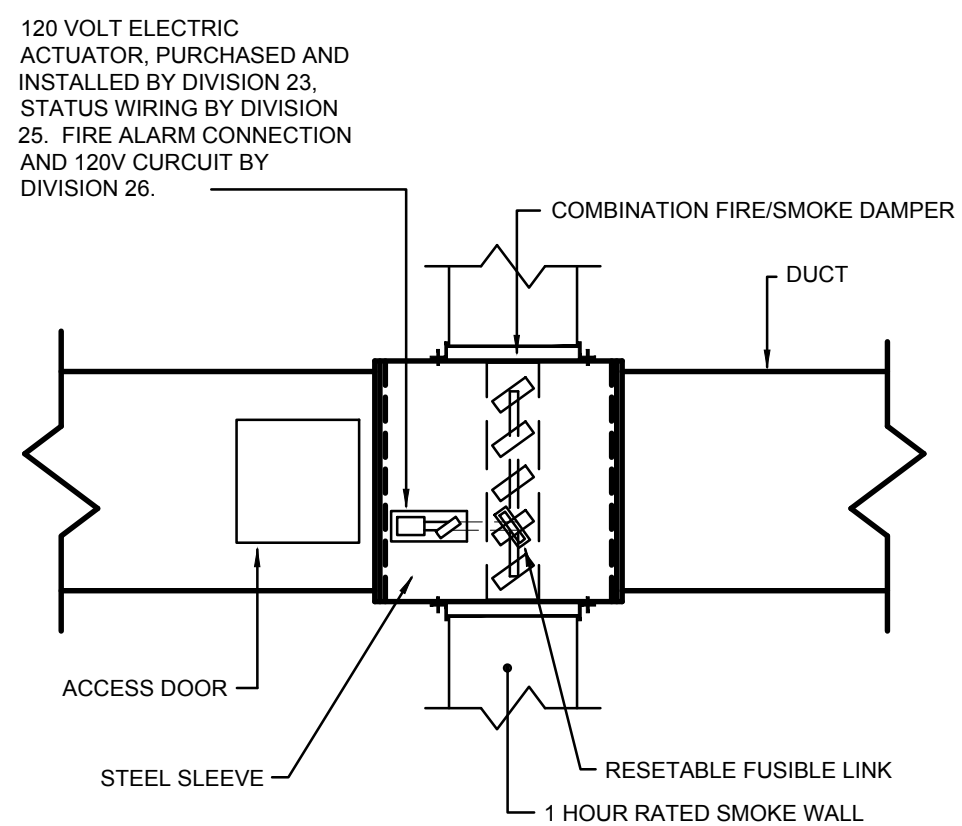 120 VOLT ELECTRIC
ACTUATOR, PURCHASED AND
INSTALLED BY DIVISION 23,
STATUS WIRING BY DIVISION
25. FIRE ALARM CONNECTION
AND 120V CURCUIT BY
DIVISION 26.
COMBINATION FIRE/SMOKE DAMPER
DUCT
ACCESS DOOR
STEEL SLEEVE
RESETABLE FUSIBLE LINK
1 HOUR RATED SMOKE WALL